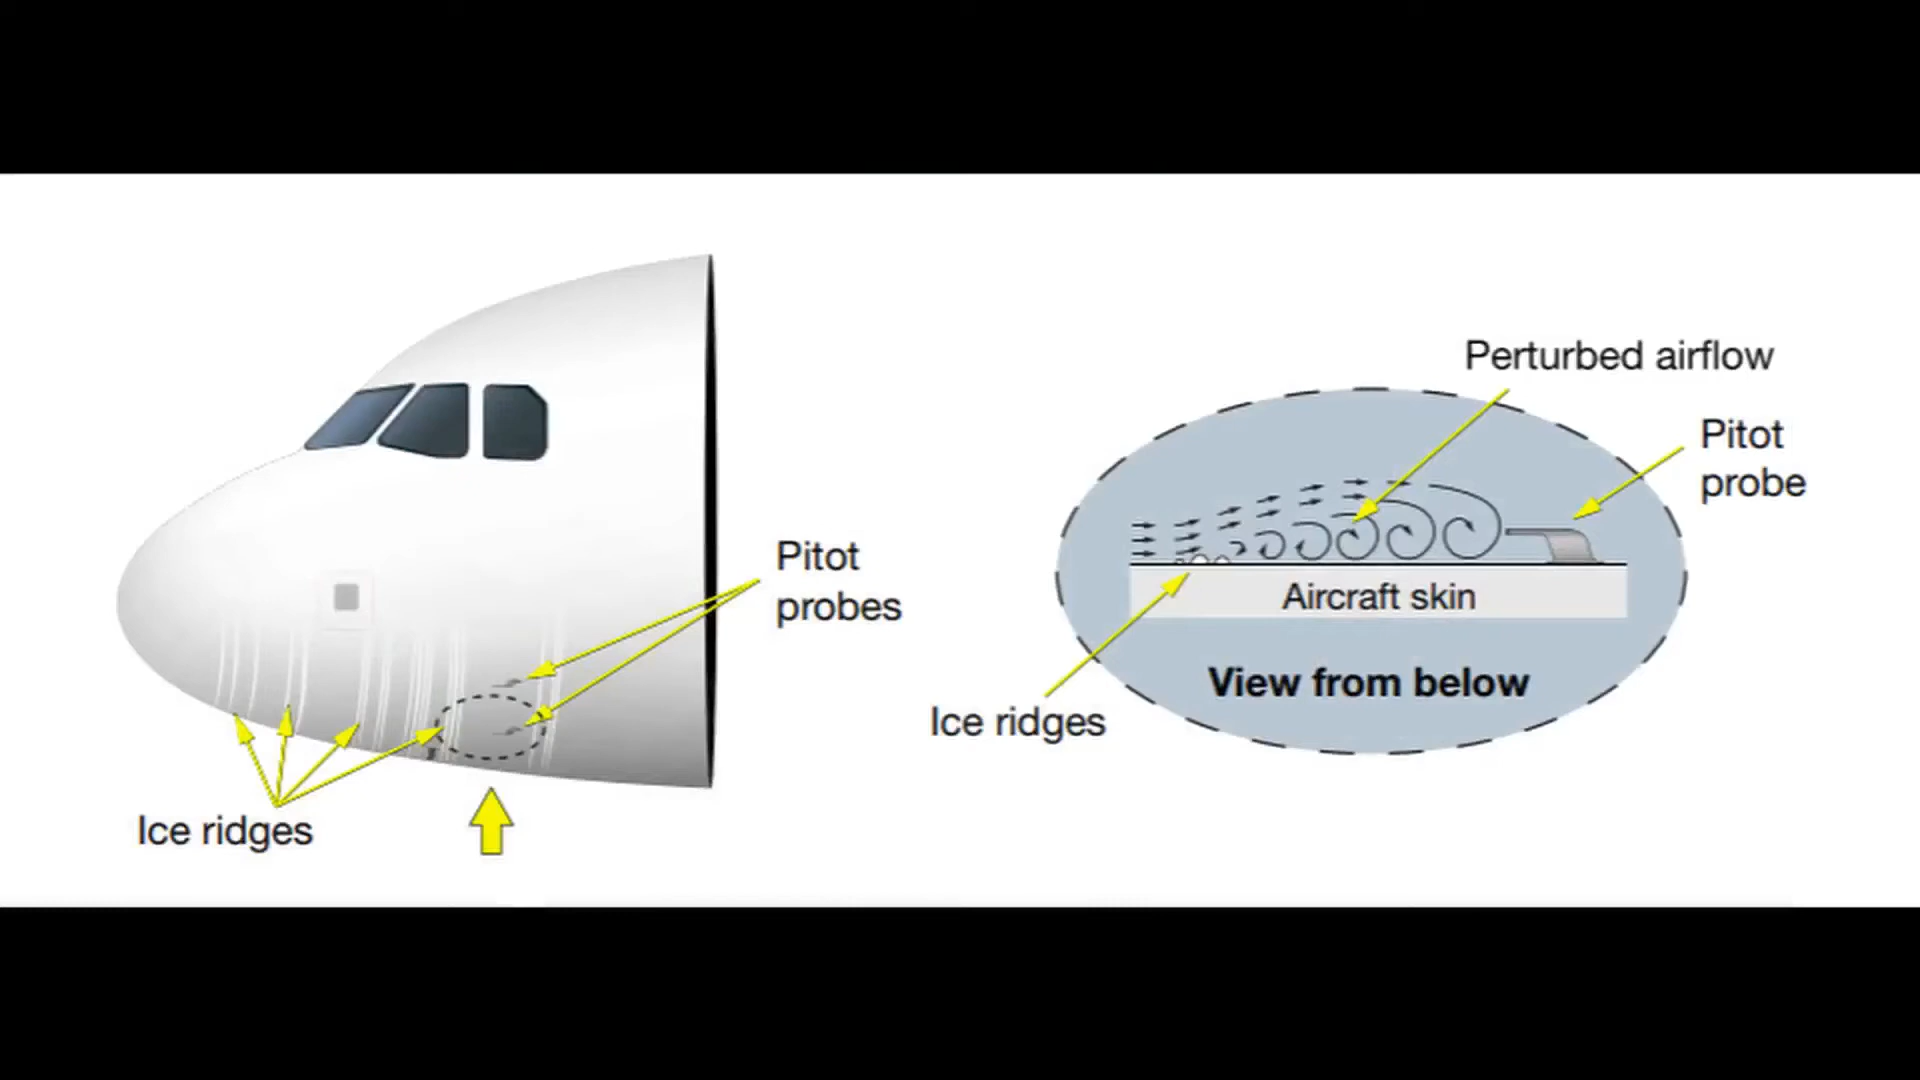 Pitot
probes
Ice ridges
Perturbed airflow
Pitot
probe
Aircraft skin
View from below
Ice ridges